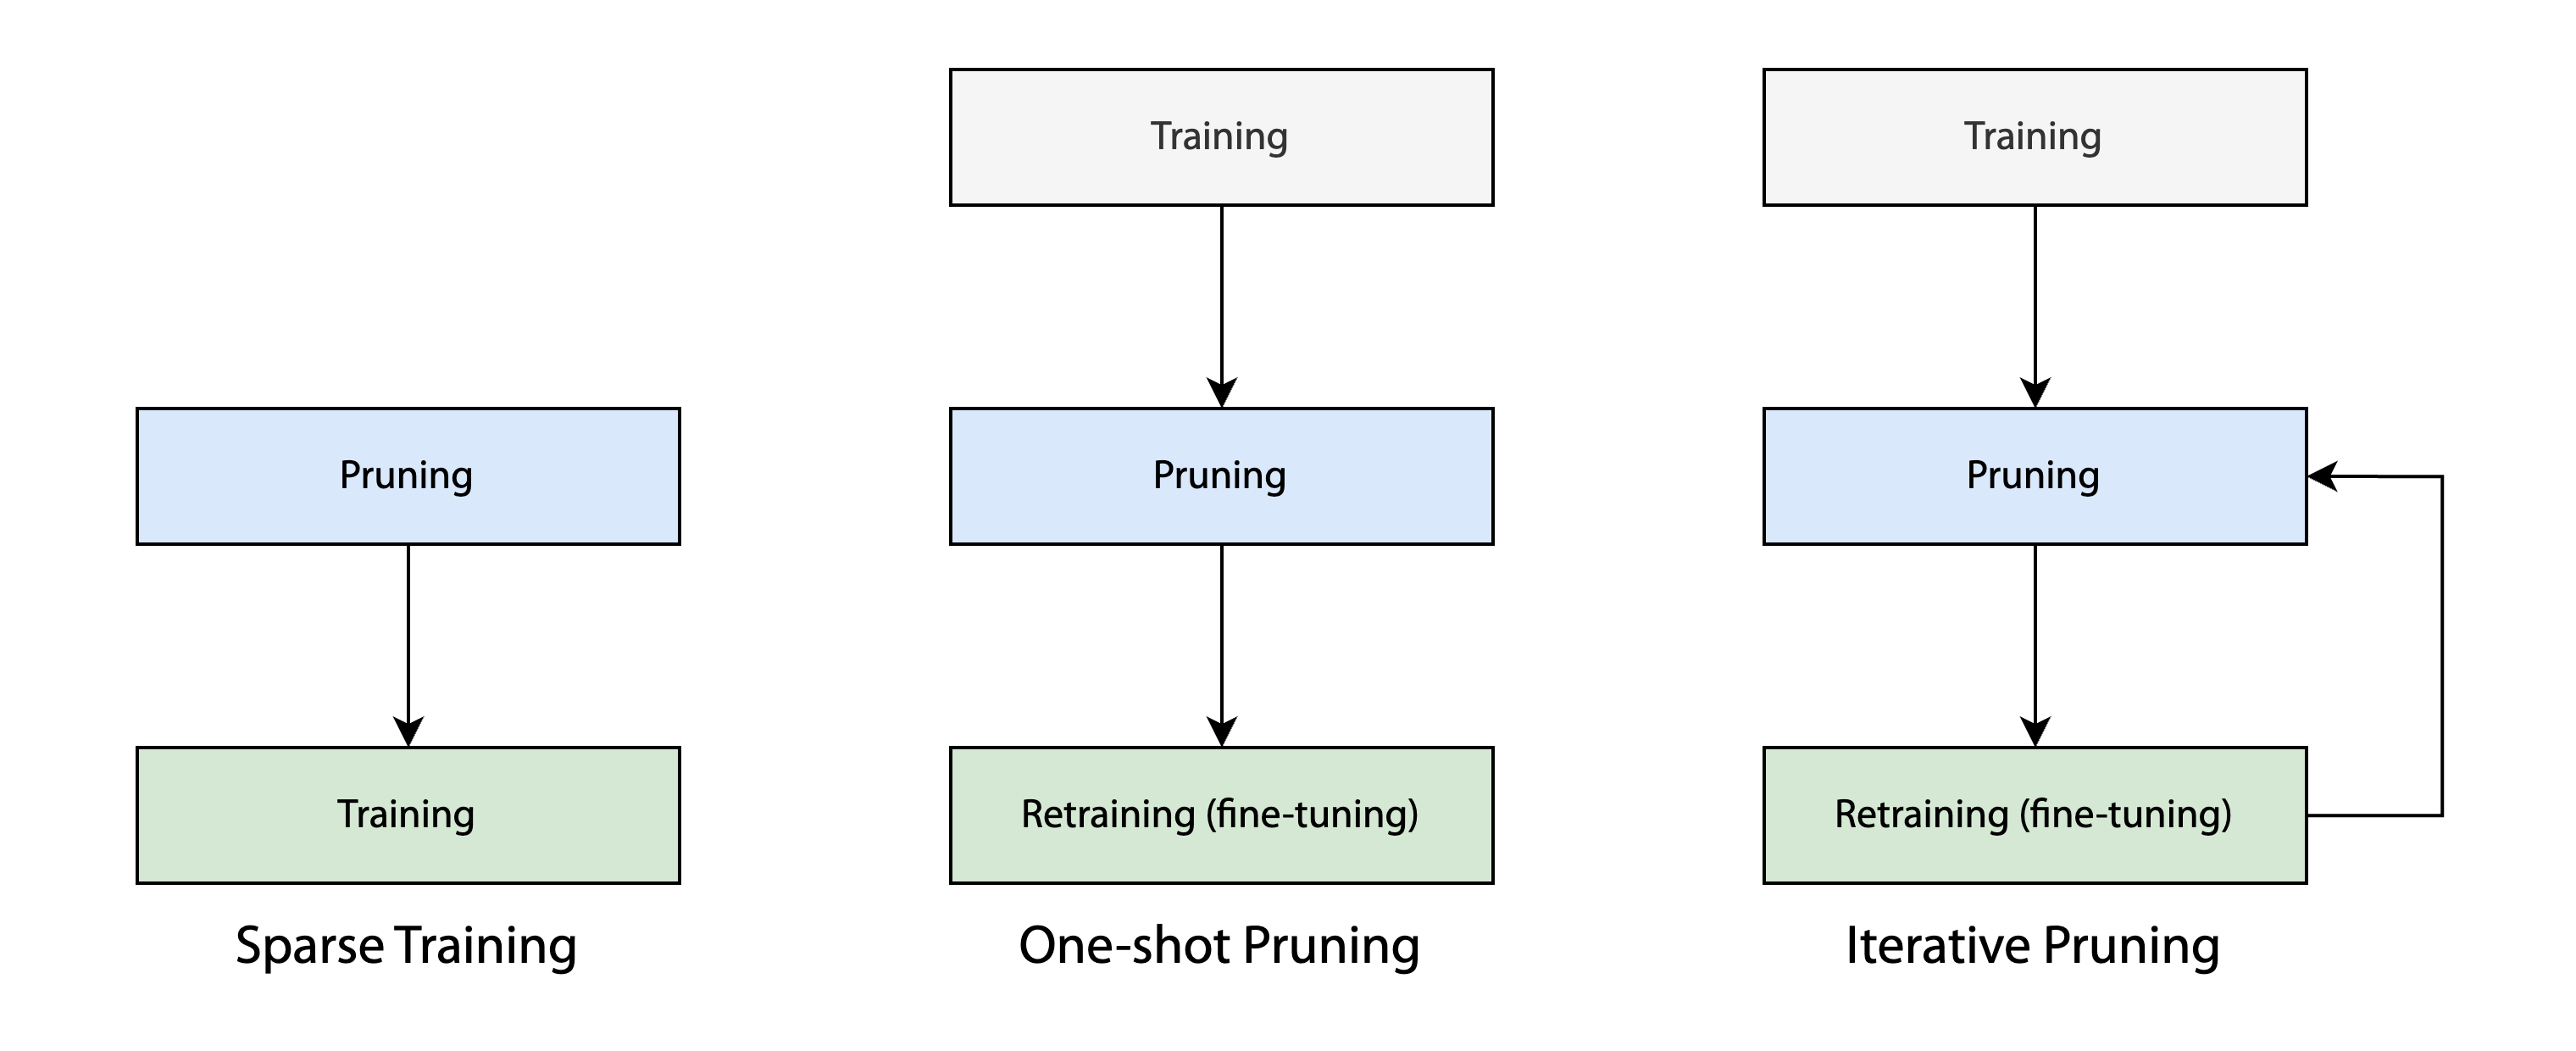 Pruning
Training
Sparse Training
Training
Pruning
Retraining (fine-tuning)
One-shot Pruning
Training
Pruning
Retraining (fine-tuning)
Iterative Pruning